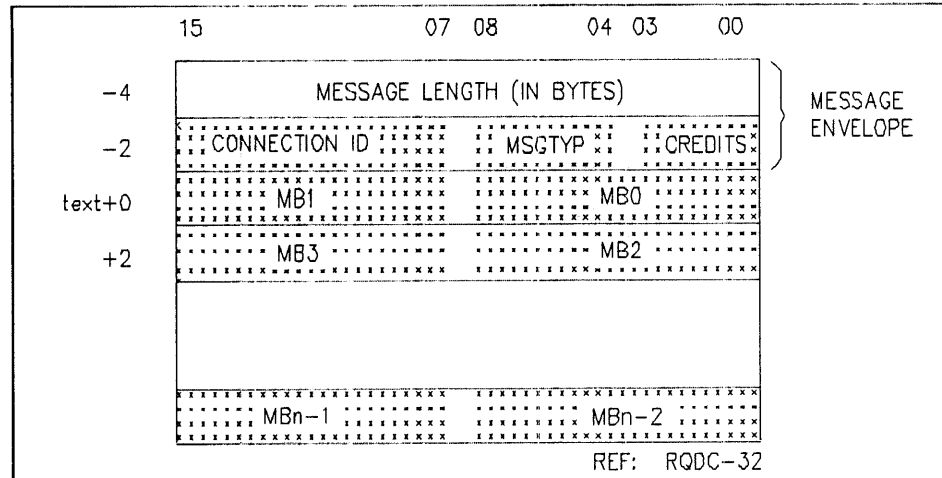 15 07 08 04 03 00
-4 MESSAGE LENGTH (IN BYTES)
MESSAGE
ENVELOPE
-2 CONNECTION ID MSGTYP CREDITS
text+0 MB1 MB0
+2 MB3 MB2
MBn-1 MBn-2
REF: RQDC-32